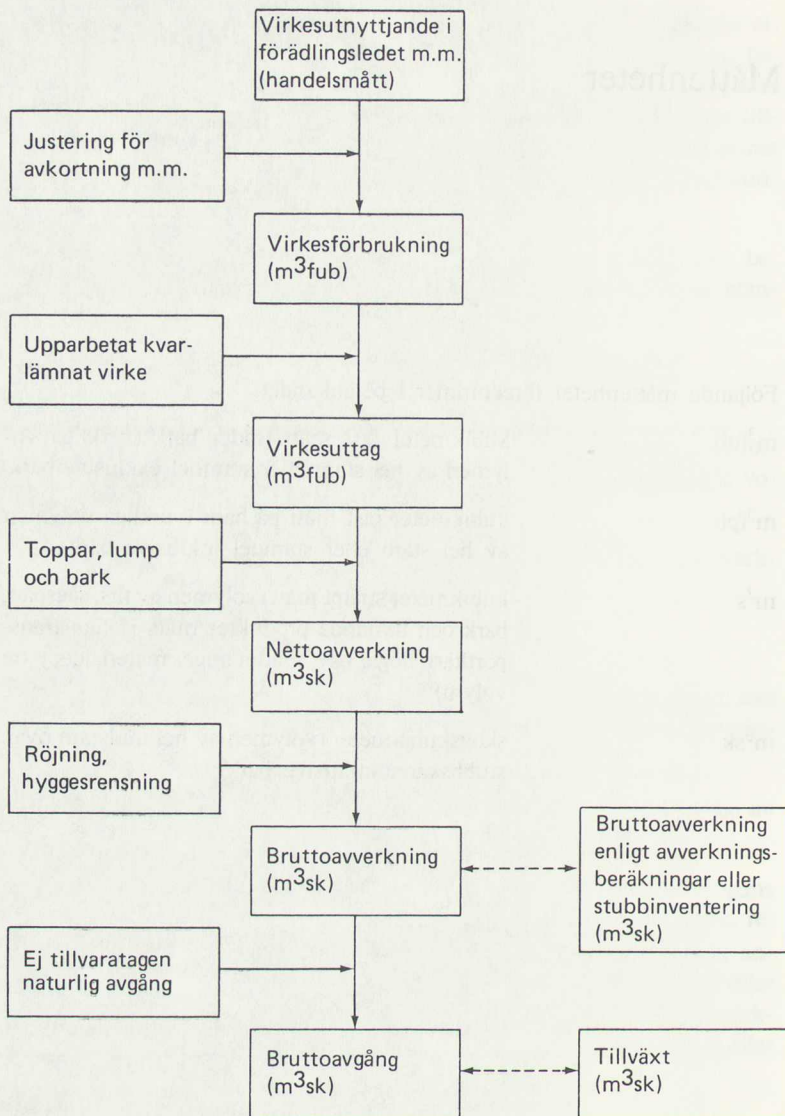 Virkesutnyttjande i
förädlingsledet m.m.
(handelsmått)
Justering för
avkortning m.m.
Virkesförbrukning
(m³fub)
Upparbetat kvar-
lämnat virke
Virkesuttag
(m³fub)
Toppar, lump
och bark
Nettoavverkning
(m³sk)
Röjning,
hyggesrensning
Bruttoavverkning
(m³sk)
Bruttoavverkning
enligt avverknings-
beräkningar eller
stubbinventering
(m³sk)
Ej tillvaratagen
naturlig avgång
Bruttoavgång
(m³sk)
Tillväxt
(m³sk)